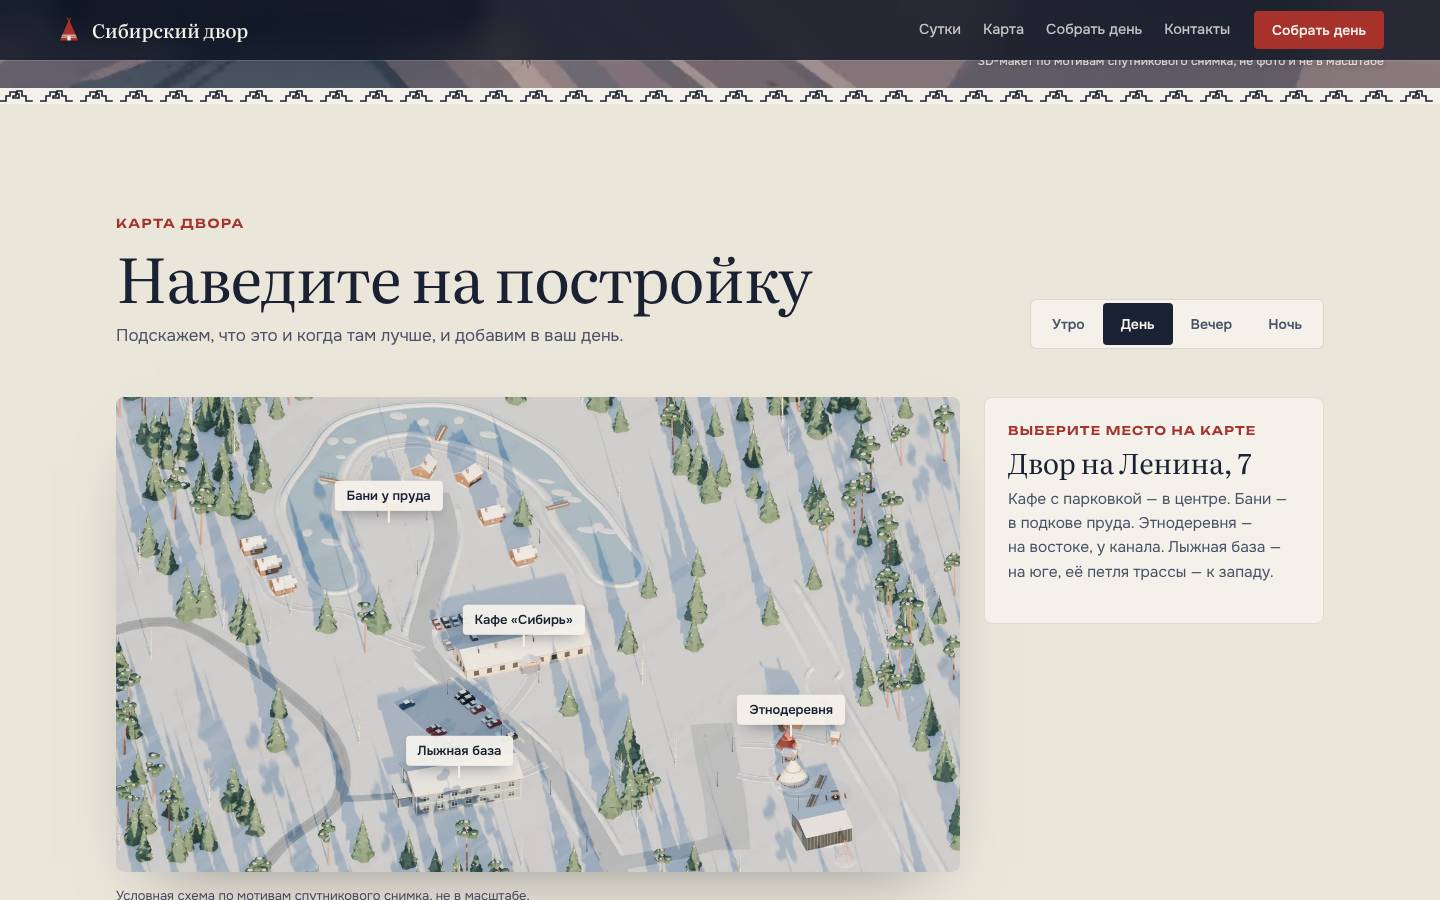 Сибирский двор
Сутки
Карта
Собрать день
Контакты
Собрать день
3D-макет по мотивам спутникового снимка, не фото и не в масштабе
КАРТА ДВОРА
Наведите на постройку
Подскажем, что это и когда там лучше, и добавим в ваш день.
Утро
День
Вечер
Ночь
Бани у пруда
Кафе «Сибирь»
Этнодеревня
Лыжная база
ВЫБЕРИТЕ МЕСТО НА КАРТЕ
Двор на Ленина, 7
Кафе с парковкой — в центре. Бани —
в подкове пруда. Этнодеревня —
на востоке, у канала. Лыжная база —
на юге, её петля трассы — к западу.
Условная схема по мотивам спутникового снимка, не в масштабе.